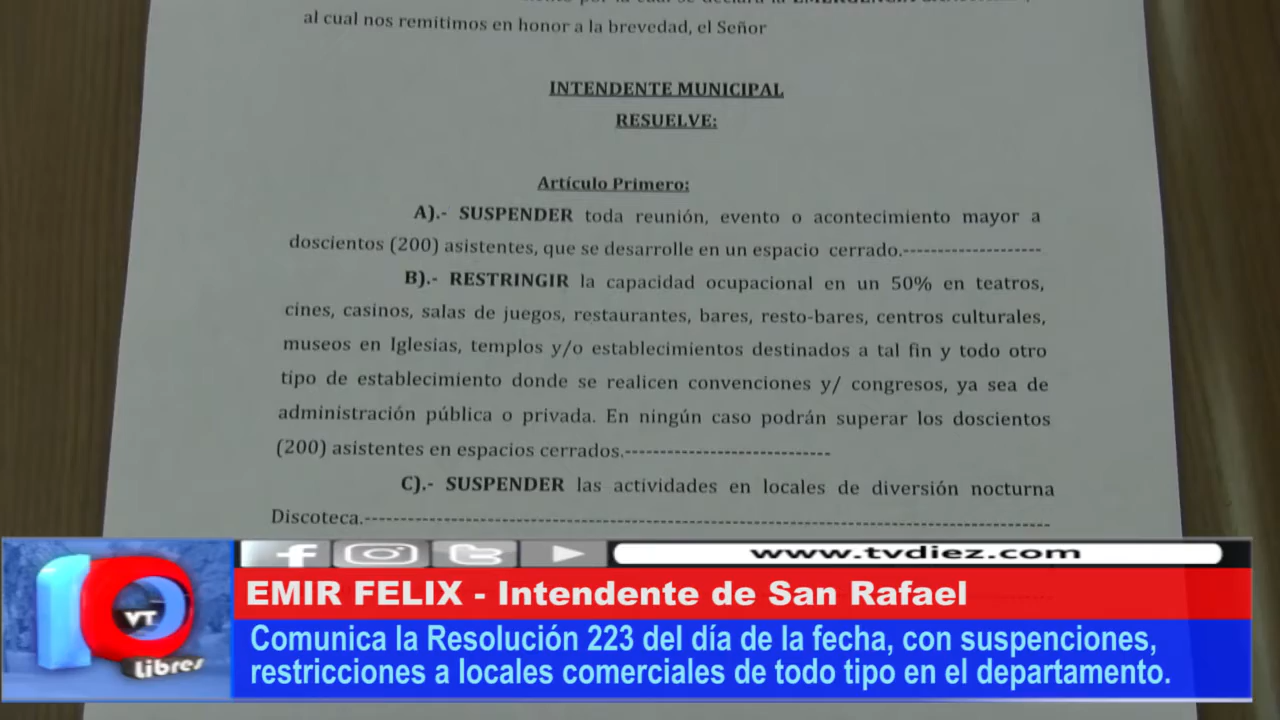 al cual nos remitimos en honor a la brevedad, el Señor
INTENDENTE MUNICIPAL
RESUELVE:
Artículo Primero:
A).- SUSPENDER toda reunión, evento o acontecimiento mayor a
doscientos (200) asistentes, que se desarrolle en un espacio cerrado.--------------------
B).- RESTRINGIR la capacidad ocupacional en un 50% en teatros,
cines, casinos, salas de juegos, restaurantes, bares, resto-bares, centros culturales,
museos en Iglesias, templos y/o establecimientos destinados a tal fin y todo otro
tipo de establecimiento donde se realicen convenciones y/ congresos, ya sea de
administración pública o privada. En ningún caso podrán superar los doscientos
(200) asistentes en espacios cerrados.-----------------------------
C).- SUSPENDER las actividades en locales de diversión nocturna
Discoteca.-----------------------------------------------------------------------------------------------
www.tvdiez.com
10
VT
libres
EMIR FELIX - Intendente de San Rafael
Comunica la Resolución 223 del día de la fecha, con suspenciones,
restricciones a locales comerciales de todo tipo en el departamento.